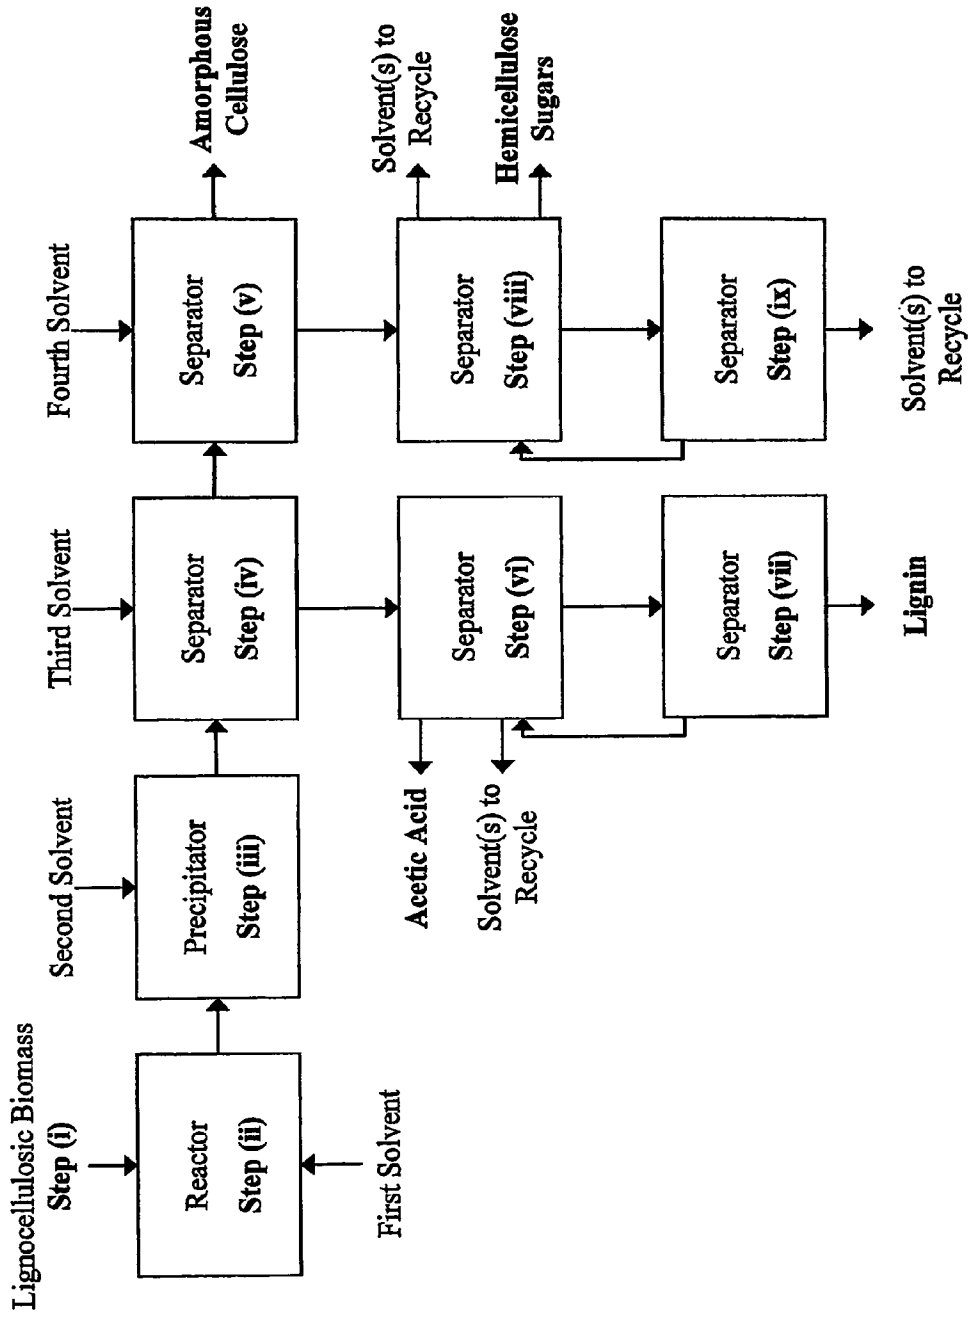 Lignocellulosic Biomass
Step (i)
Second Solvent
Third Solvent
Fourth Solvent
Reactor
Step (ii)
Precipitator
Step (iii)
Separator
Step (iv)
Separator
Step (v)
Amorphous
Cellulose
First Solvent
Acetic Acid
Solvent(s) to
Recycle
Separator
Step (vi)
Separator
Step (viii)
Solvent(s) to
Recycle
Hemicellulose
Sugars
Separator
Step (vii)
Separator
Step (ix)
Lignin
Solvent(s) to
Recycle